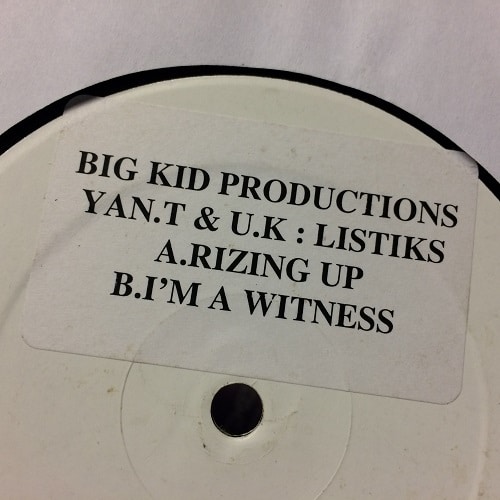 BIG KID PRODUCTIONS
YAN.T & U.K : LISTIKS
A.RIZING UP
B.I'M A WITNESS